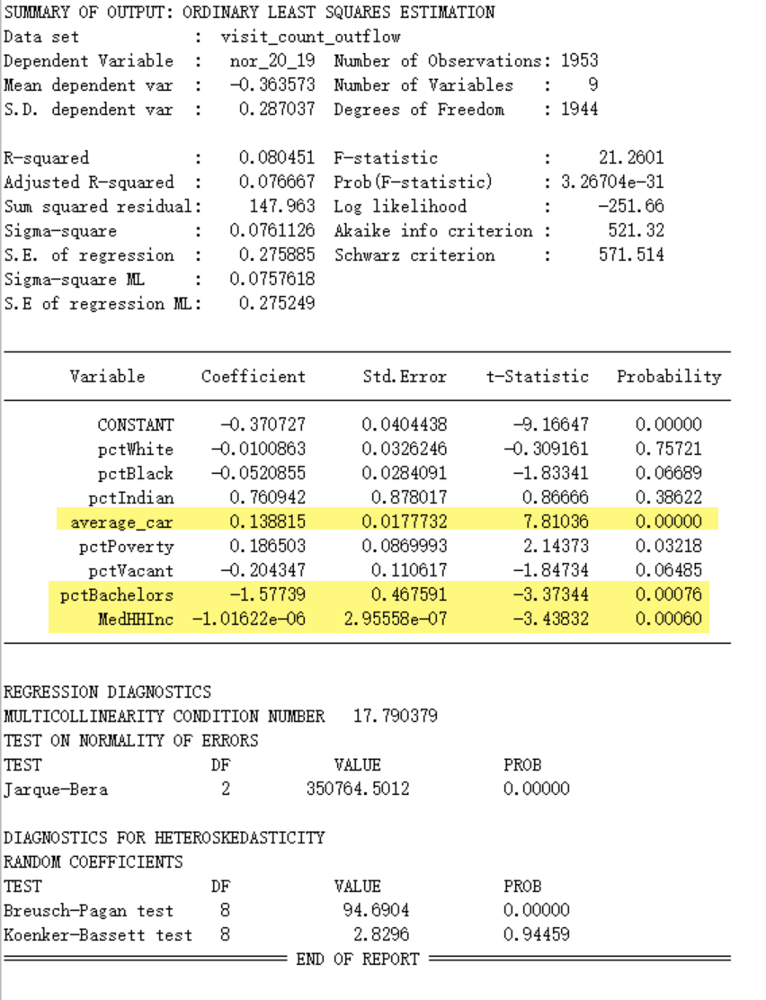 SUMMARY OF OUTPUT: ORDINARY LEAST SQUARES ESTIMATION
Data set : visit_count_outflow
Dependent Variable : nor_20_19 Number of Observations: 1953
Mean dependent var : -0.363573 Number of Variables : 9
S.D. dependent var : 0.287037 Degrees of Freedom : 1944
R-squared : 0.080451 F-statistic : 21.2601
Adjusted R-squared : 0.076667 Prob(F-statistic) : 3.26704e-31
Sum squared residual: 147.963 Log likelihood : -251.66
Sigma-square : 0.0761126 Akaike info criterion : 521.32
S.E. of regression : 0.275885 Schwarz criterion : 571.514
Sigma-square ML : 0.0757618
S.E of regression ML: 0.275249
Variable Coefficient Std.Error t-Statistic Probability
CONSTANT -0.370727 0.0404438 -9.16647 0.00000
pctWhite -0.0100863 0.0326246 -0.309161 0.75721
pctBlack -0.0520855 0.0284091 -1.83341 0.06689
pctIndian 0.760942 0.878017 0.86666 0.38622
average_car 0.138815 0.0177732 7.81036 0.00000
pctPoverty 0.186503 0.0869993 2.14373 0.03218
pctVacant -0.204347 0.110617 -1.84734 0.06485
pctBachelors -1.57739 0.467591 -3.37344 0.00076
MedHHInc -1.01622e-06 2.95558e-07 -3.43832 0.00060
REGRESSION DIAGNOSTICS
MULTICOLLINEARITY CONDITION NUMBER 17.790379
TEST ON NORMALITY OF ERRORS
TEST DF VALUE PROB
Jarque-Bera 2 350764.5012 0.00000
DIAGNOSTICS FOR HETEROSKEDASTICITY
RANDOM COEFFICIENTS
TEST DF VALUE PROB
Breusch-Pagan test 8 94.6904 0.00000
Koenker-Bassett test 8 2.8296 0.94459
END OF REPORT